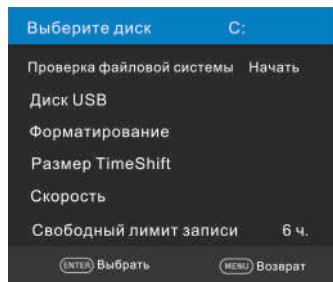 Выберите диск C:
Проверка файловой системы Начать
Диск USB
Форматирование
Размер TimeShift
Скорость
Свободный лимит записи 6 ч.
ENTER Выбрать MENU Возврат